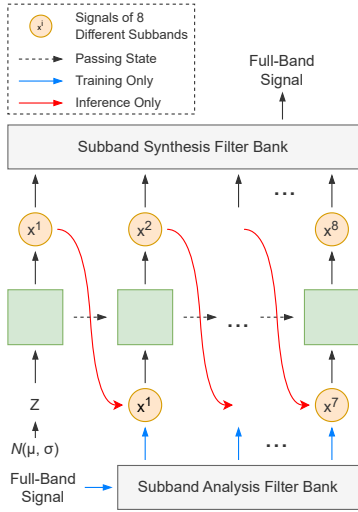 x^i
Signals of 8
Different Subbands
Passing State
Training Only
Inference Only
Full-Band
Signal
Subband Synthesis Filter Bank
...
x^1
x^2
x^8
...
Z
x^1
x^7
N(μ, σ)
...
Full-Band
Signal
Subband Analysis Filter Bank